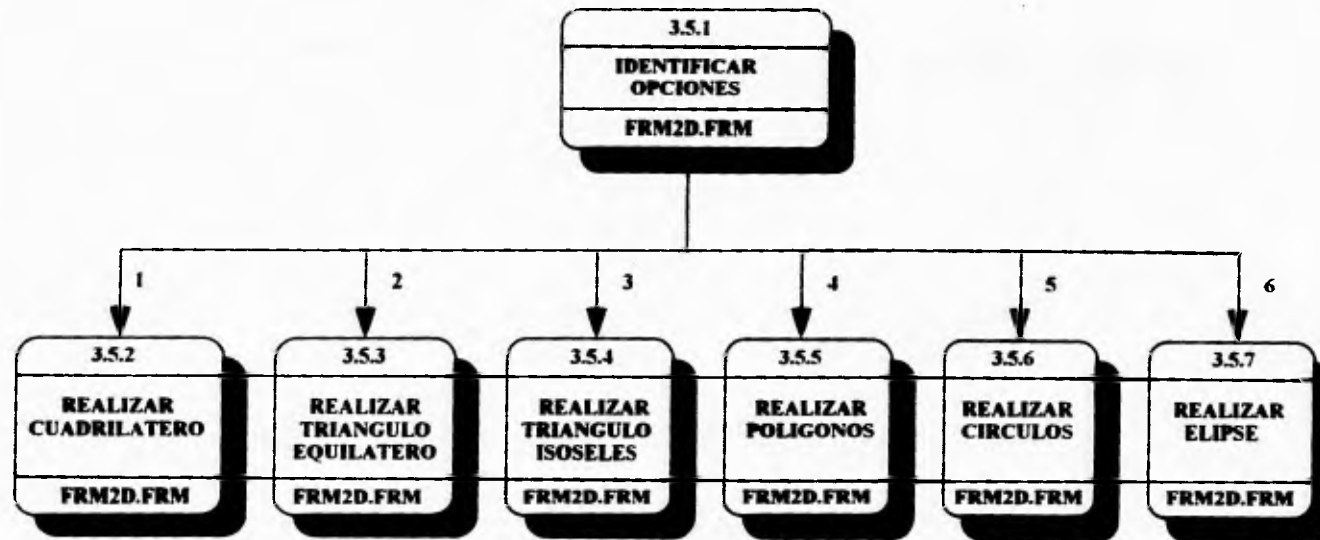 3.5.1
IDENTIFICAR
OPCIONES
FRM2D.FRM
1
2
3
4
5
6
3.5.2
REALIZAR
CUADRILATERO
FRM2D.FRM
3.5.3
REALIZAR
TRIANGULO
EQUILATERO
FRM2D.FRM
3.5.4
REALIZAR
TRIANGULO
ISOSELES
FRM2D.FRM
3.5.5
REALIZAR
POLIGONOS
FRM2D.FRM
3.5.6
REALIZAR
CIRCULOS
FRM2D.FRM
3.5.7
REALIZAR
ELIPSE
FRM2D.FRM